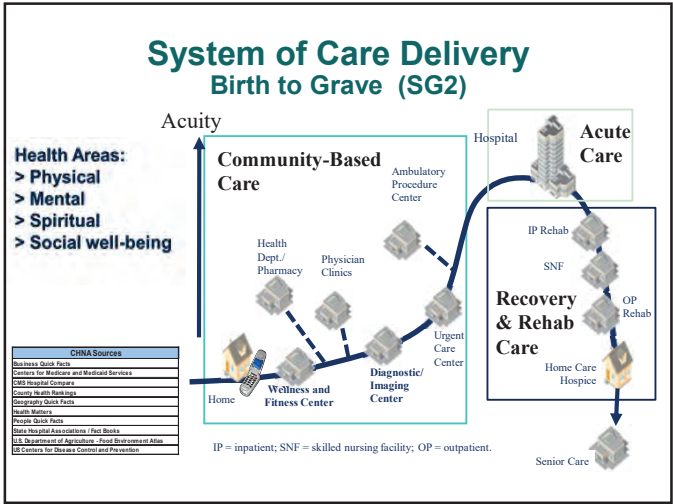 System of Care Delivery
Birth to Grave (SG2)
Acuity
Health Areas:
> Physical
> Mental
> Spiritual
> Social well-being
Community-Based
Care
Hospital
Acute
Care
Ambulatory
Procedure
Center
Health
Dept./
Pharmacy
Physician
Clinics
IP Rehab
SNF
OP
Rehab
Recovery
& Rehab
Care
Urgent
Care
Center
Home Care
Hospice
Home
Wellness and
Fitness Center
Diagnostic/
Imaging
Center
Senior Care
CHNA Sources
Business Quick Facts
Centers for Medicare and Medicaid Services
CMS Hospital Compare
County Health Rankings
Geography Quick Facts
Health Matters
People Quick Facts
State Hospital Associations / Fact Books
U.S. Department of Agriculture - Food Environment Atlas
US Centers for Disease Control and Prevention
IP = inpatient; SNF = skilled nursing facility; OP = outpatient.